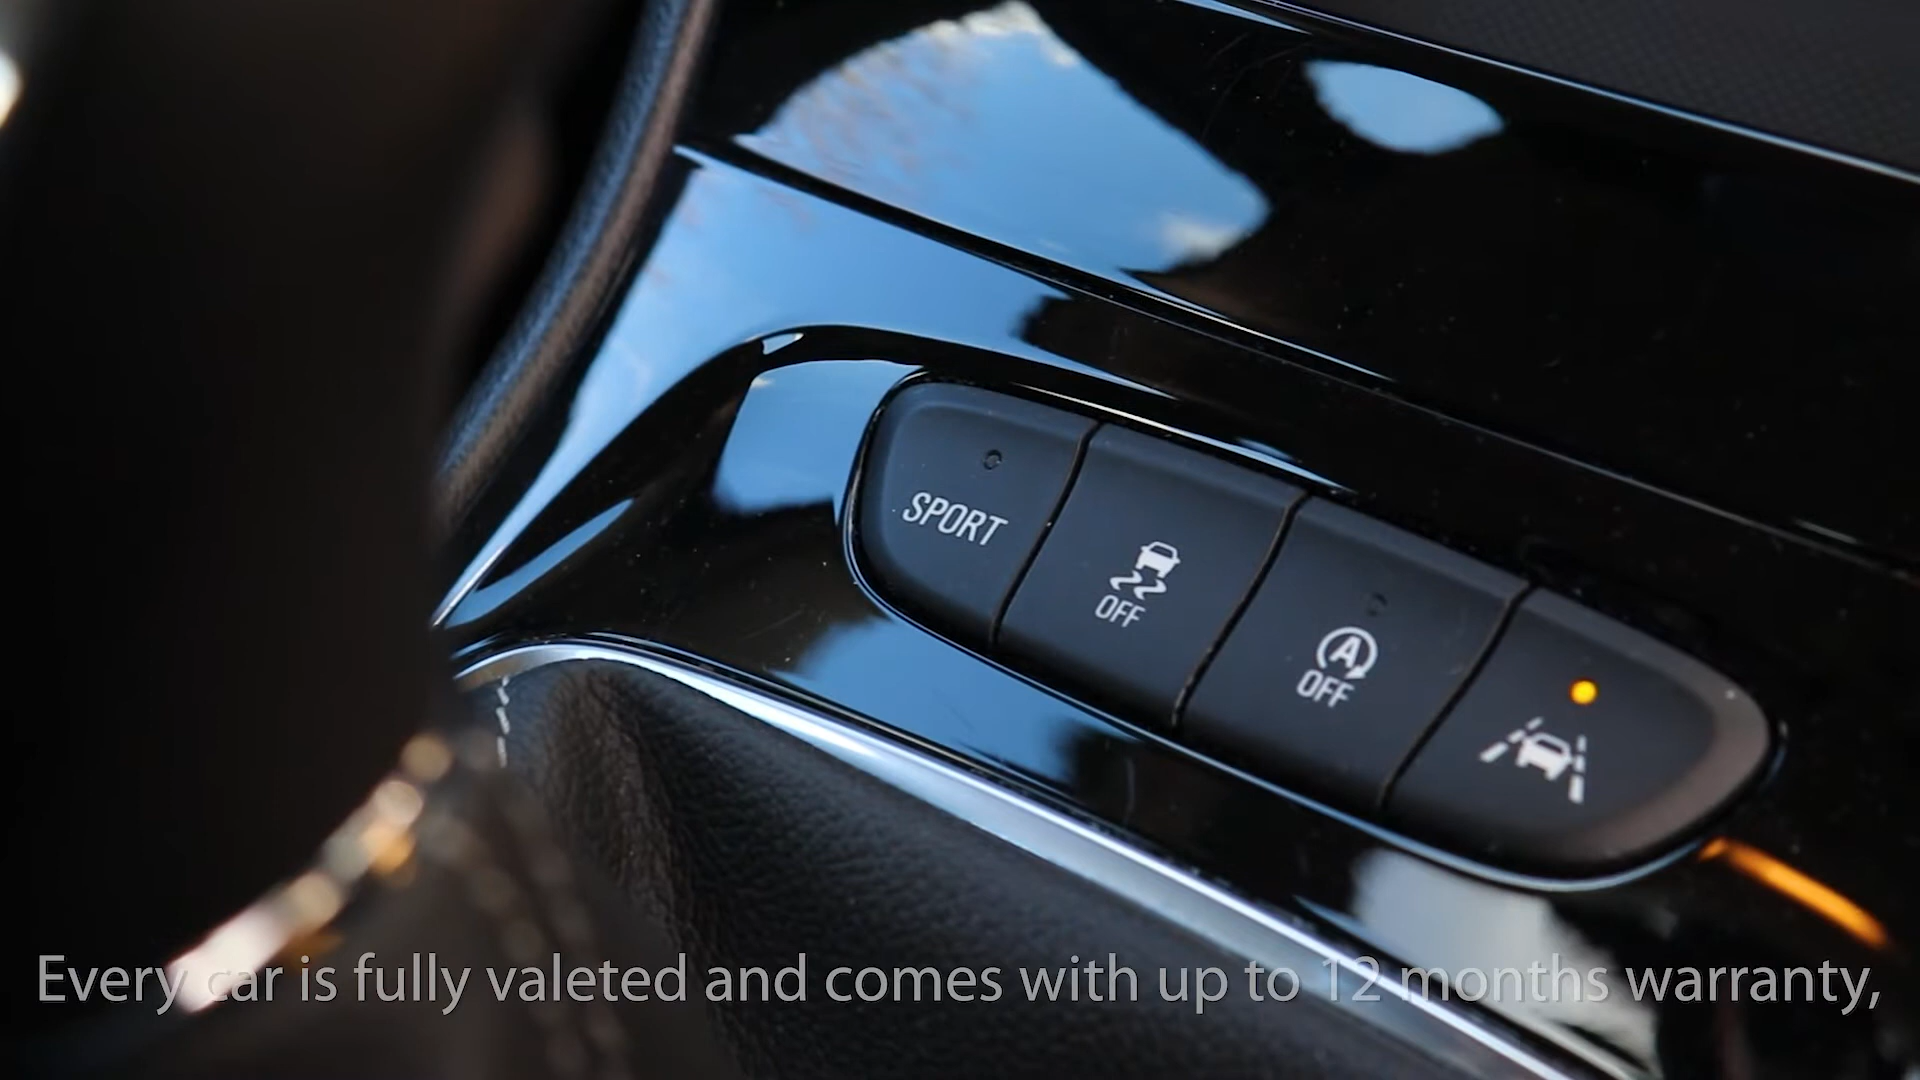 SPORT
OFF
A
OFF
Every car is fully valeted and comes with up to 12 months warranty,